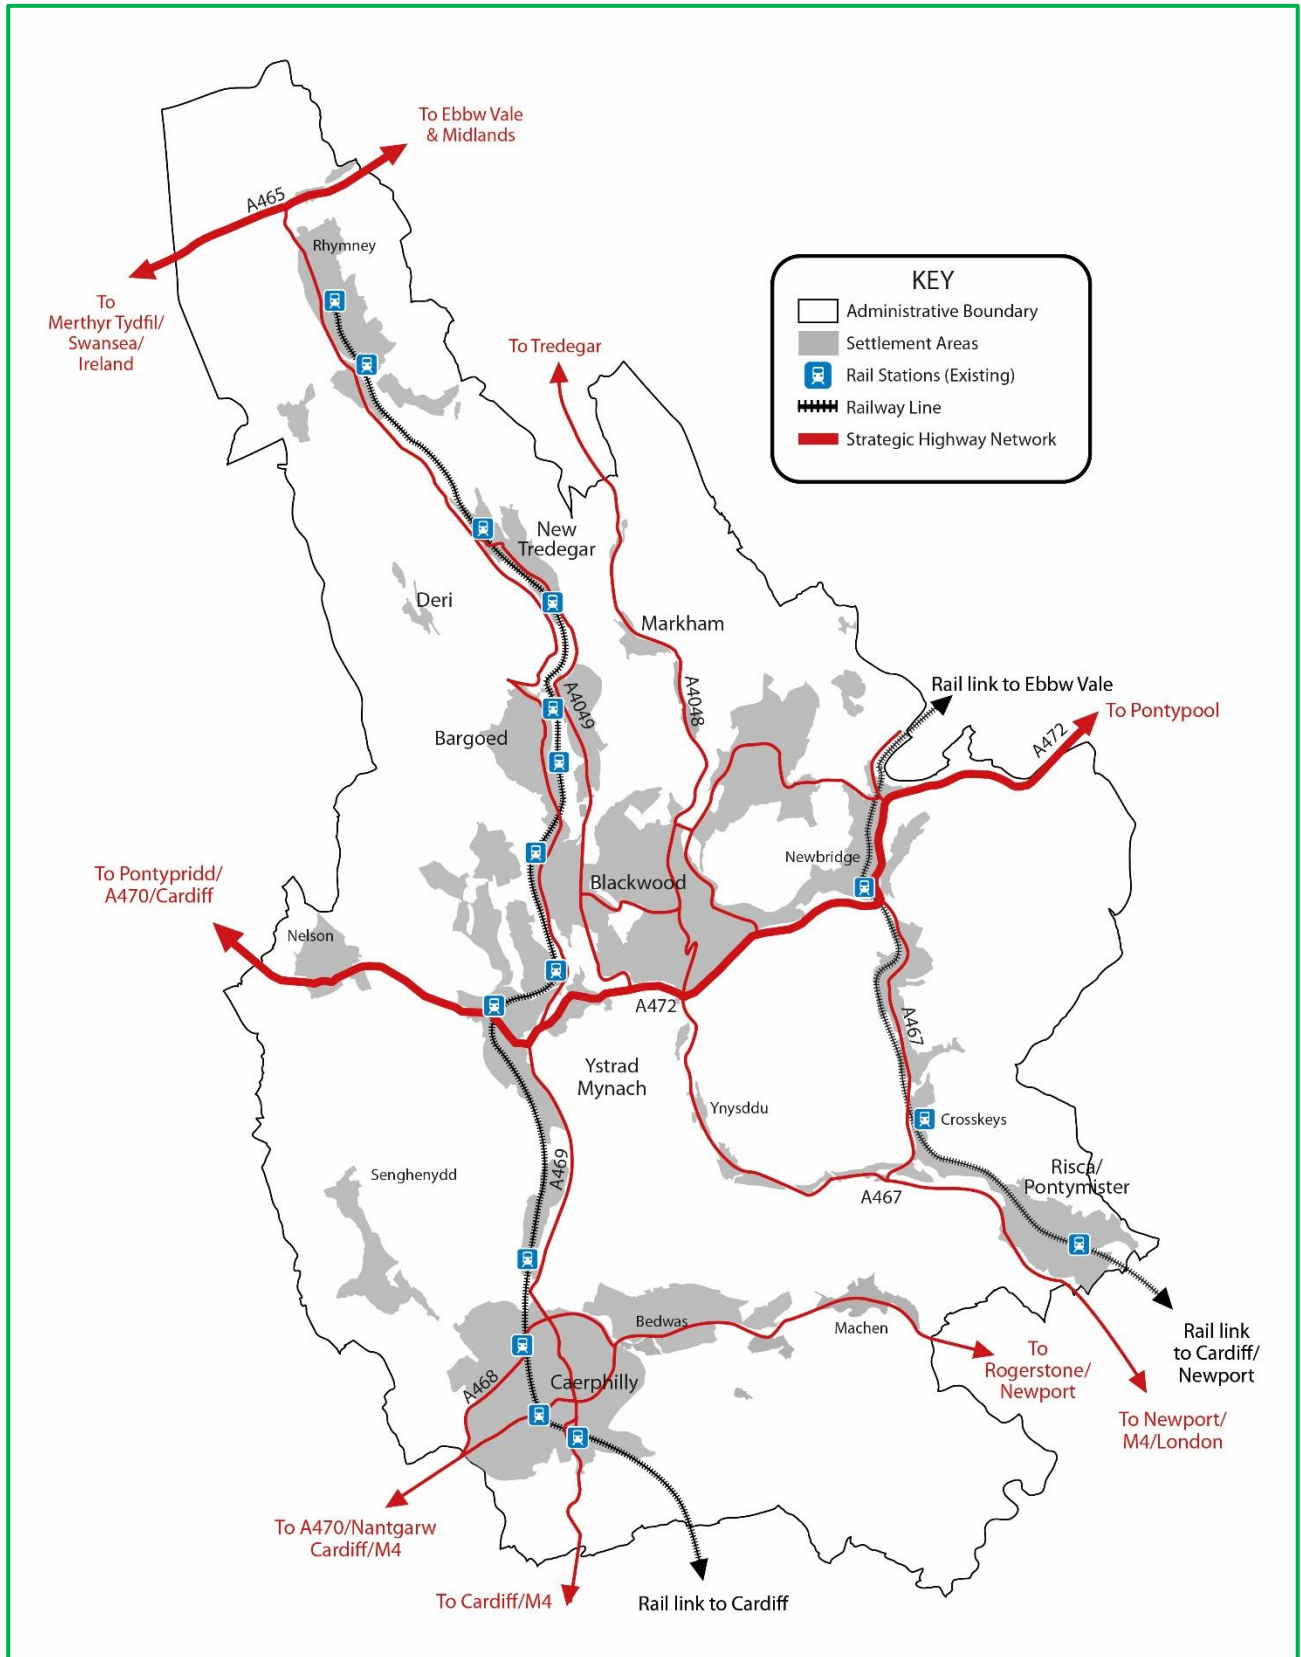 To Ebbw Vale
& Midlands
A465
Rhymney
To
Merthyr Tydfil/
Swansea/
Ireland
KEY
Administrative Boundary
Settlement Areas
Rail Stations (Existing)
Railway Line
Strategic Highway Network
To Tredegar
New
Tredegar
Deri
Markham
A4049
A4048
Rail link to Ebbw Vale
To Pontypool
A472
Bargoed
Newbridge
To Pontypridd/
A470/Cardiff
Blackwood
Nelson
A472
A467
Ystrad
Mynach
Ynysddu
Crosskeys
Senghenydd
A469
Risca/
Pontymister
A467
Bedwas
Machen
To
Rogerstone/
Newport
Rail link
to Cardiff/
Newport
A468
Caerphilly
To Newport/
M4/London
To A470/Nantgarw
Cardiff/M4
To Cardiff/M4
Rail link to Cardiff